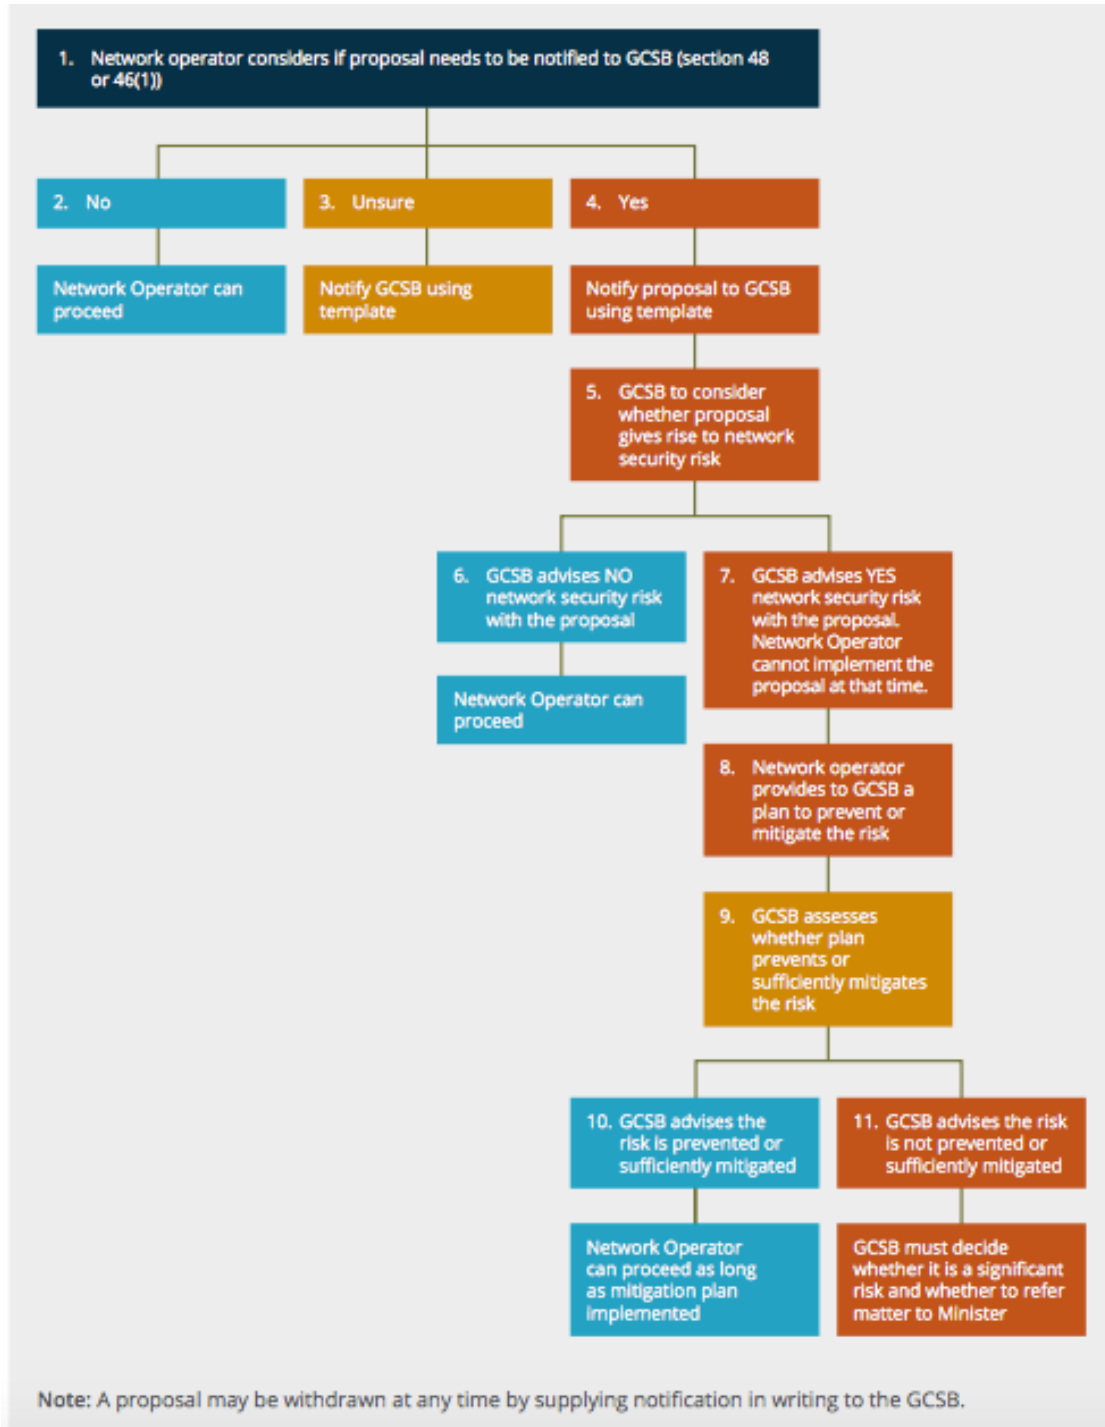 1. Network operator considers if proposal needs to be notified to GCSB (section 48
or 46(1))
2. No
3. Unsure
4. Yes
Network Operator can
proceed
Notify GCSB using
template
Notify proposal to GCSB
using template
5. GCSB to consider
whether proposal
gives rise to network
security risk
6. GCSB advises NO
network security risk
with the proposal
7. GCSB advises YES
network security risk
with the proposal.
Network Operator
cannot implement the
proposal at that time.
Network Operator can
proceed
8. Network operator
provides to GCSB a
plan to prevent or
mitigate the risk
9. GCSB assesses
whether plan
prevents or
sufficiently mitigates
the risk
10. GCSB advises the
risk is prevented or
sufficiently mitigated
11. GCSB advises the risk
is not prevented or
sufficiently mitigated
Network Operator
can proceed as long
as mitigation plan
implemented
GCSB must decide
whether it is a significant
risk and whether to refer
matter to Minister
Note: A proposal may be withdrawn at any time by supplying notification in writing to the GCSB.